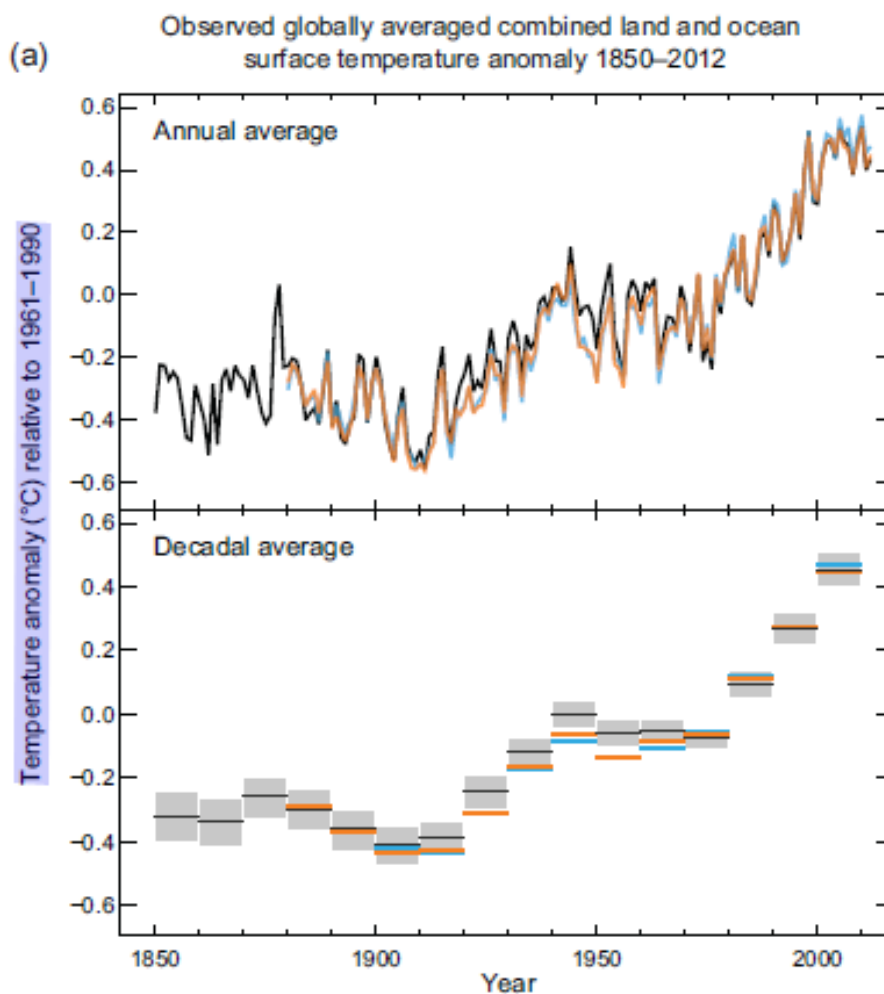 (a)
Observed globally averaged combined land and ocean
surface temperature anomaly 1850–2012
Temperature anomaly (°C) relative to 1961–1990
Annual average
0.6
0.4
0.2
0.0
−0.2
−0.4
−0.6
Decadal average
0.6
0.4
0.2
0.0
−0.2
−0.4
−0.6
1850
1900
1950
2000
Year